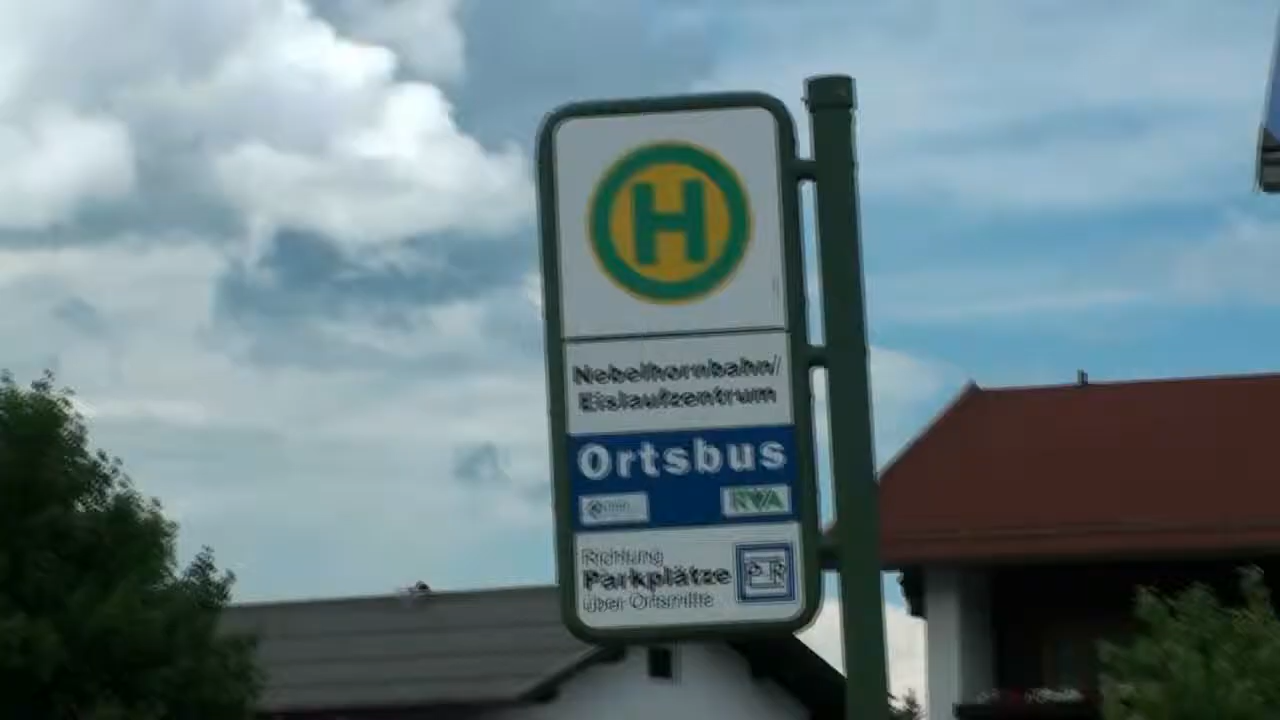 H
Nebelhornbahn/
Eislaufzentrum
Ortsbus
RVA
Richtung
Parkplätze
P+R
über Ortsmitte